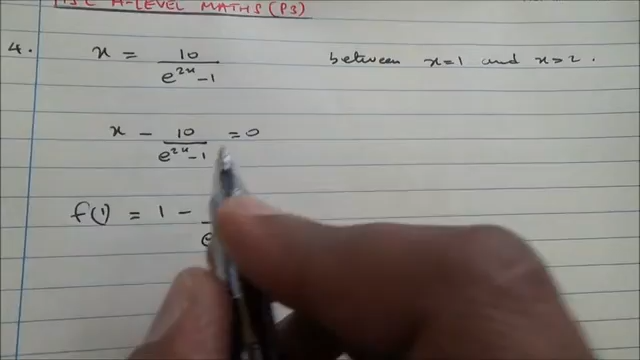 A-LEVEL MATHS (P3)
4. x = 10/(e^{2x}-1) between x=1 and x=2.
x - 10/(e^{2x}-1) = 0
f(1) = 1 -